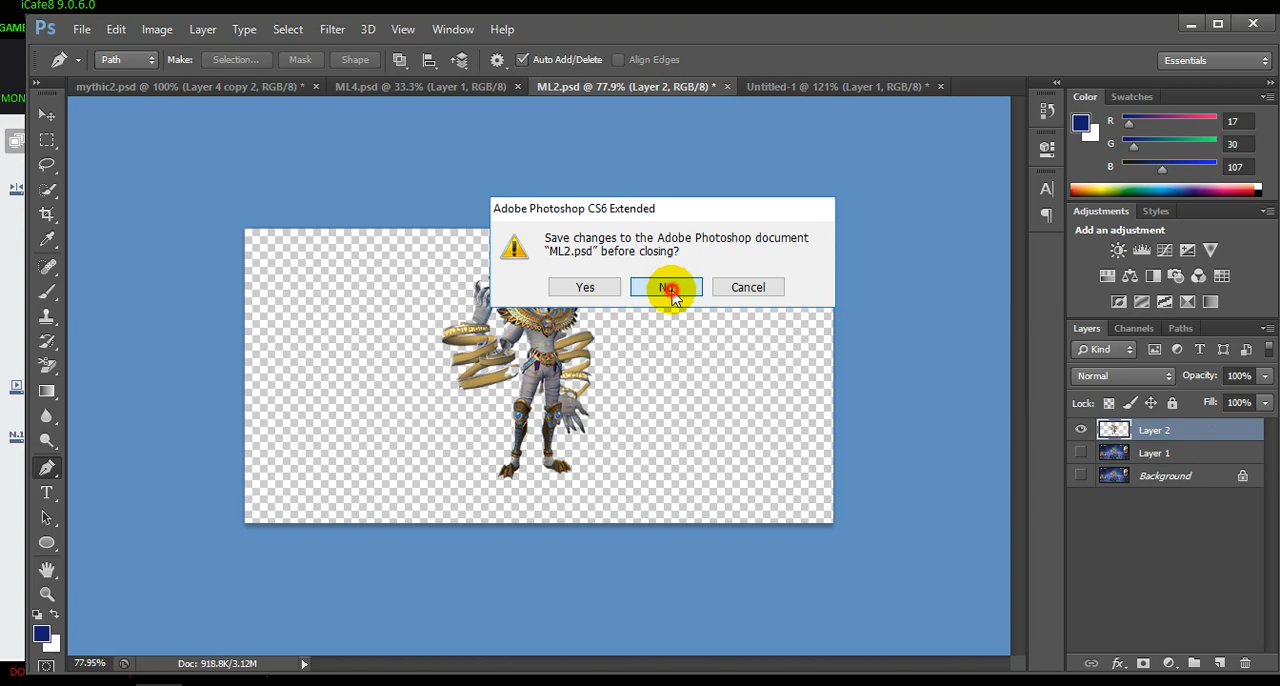 iCafe8 9.0.6.0
GAME
Ps File Edit Image Layer Type Select Filter 3D View Window Help
Path Make: Selection... Mask Shape Auto Add/Delete Align Edges Essentials
mythic2.psd @ 100% (Layer 4 copy 2, RGB/8) * × ML4.psd @ 33.3% (Layer 1, RGB/8) × ML2.psd @ 77.9% (Layer 2, RGB/8) * × Untitled-1 @ 121% (Layer 1, RGB/8) * ×
MON
Color Swatches
R 17
G 30
B 107
Adobe Photoshop CS6 Extended
Save changes to the Adobe Photoshop document
“ML2.psd” before closing?
Yes No Cancel
Adjustments Styles
Add an adjustment
Layers Channels Paths
Kind
Normal Opacity: 100%
Lock: Fill: 100%
Layer 2
Layer 1
Background
N.1
77.95% Doc: 918.8K/3.12M
DO